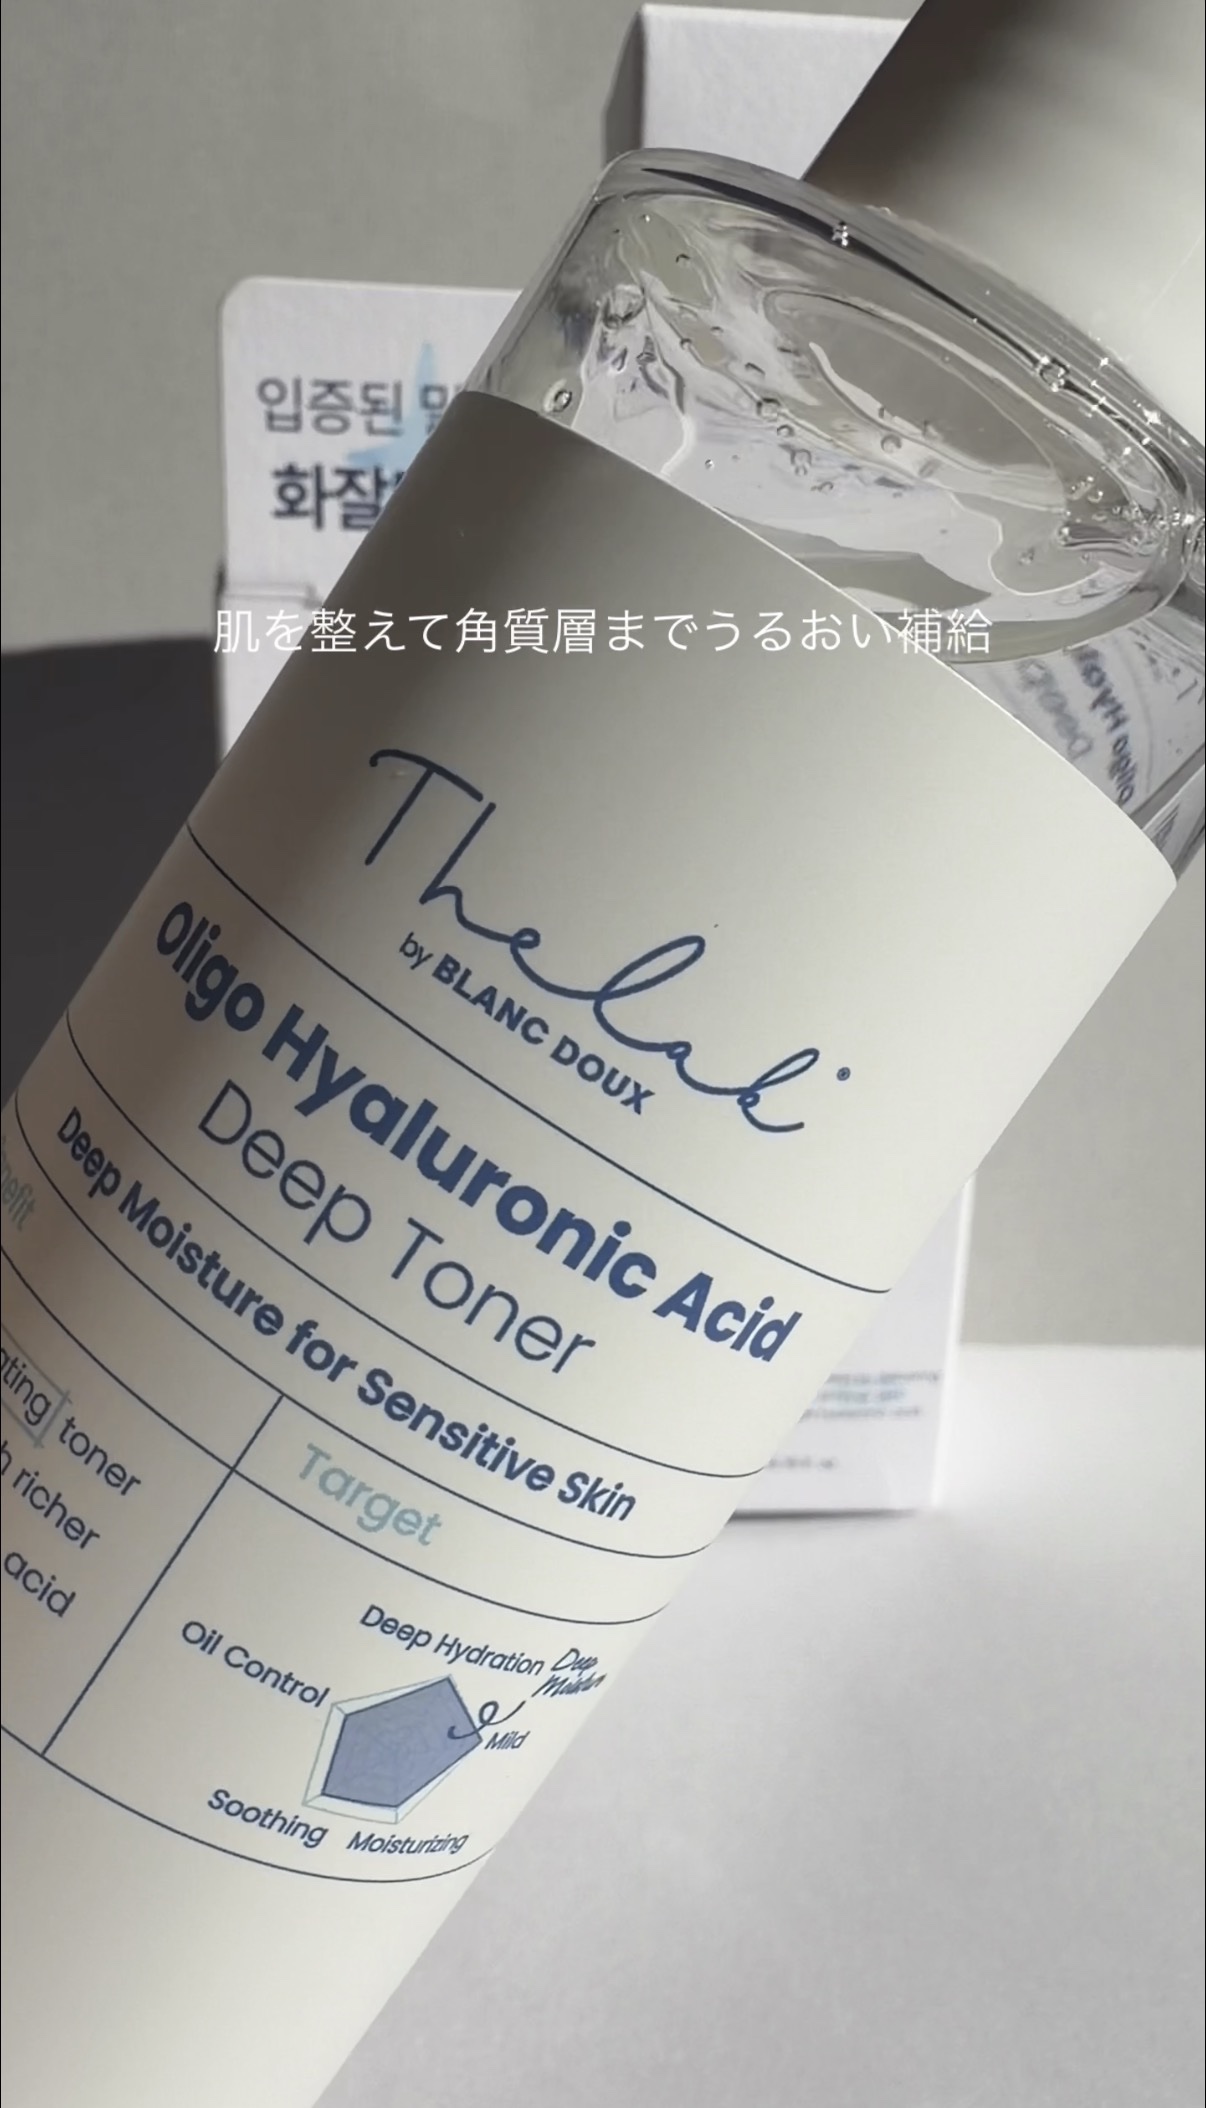 입증된
화잘
肌を整えて角質層までうるおい補給
Thelab
by BLANC DOUX
Oligo Hyaluronic Acid
Deep Toner
Deep Moisture for Sensitive Skin
toner
richer
acid
Target
Deep Hydration
Deep
Oil Control
Mild
Soothing
Moisturizing